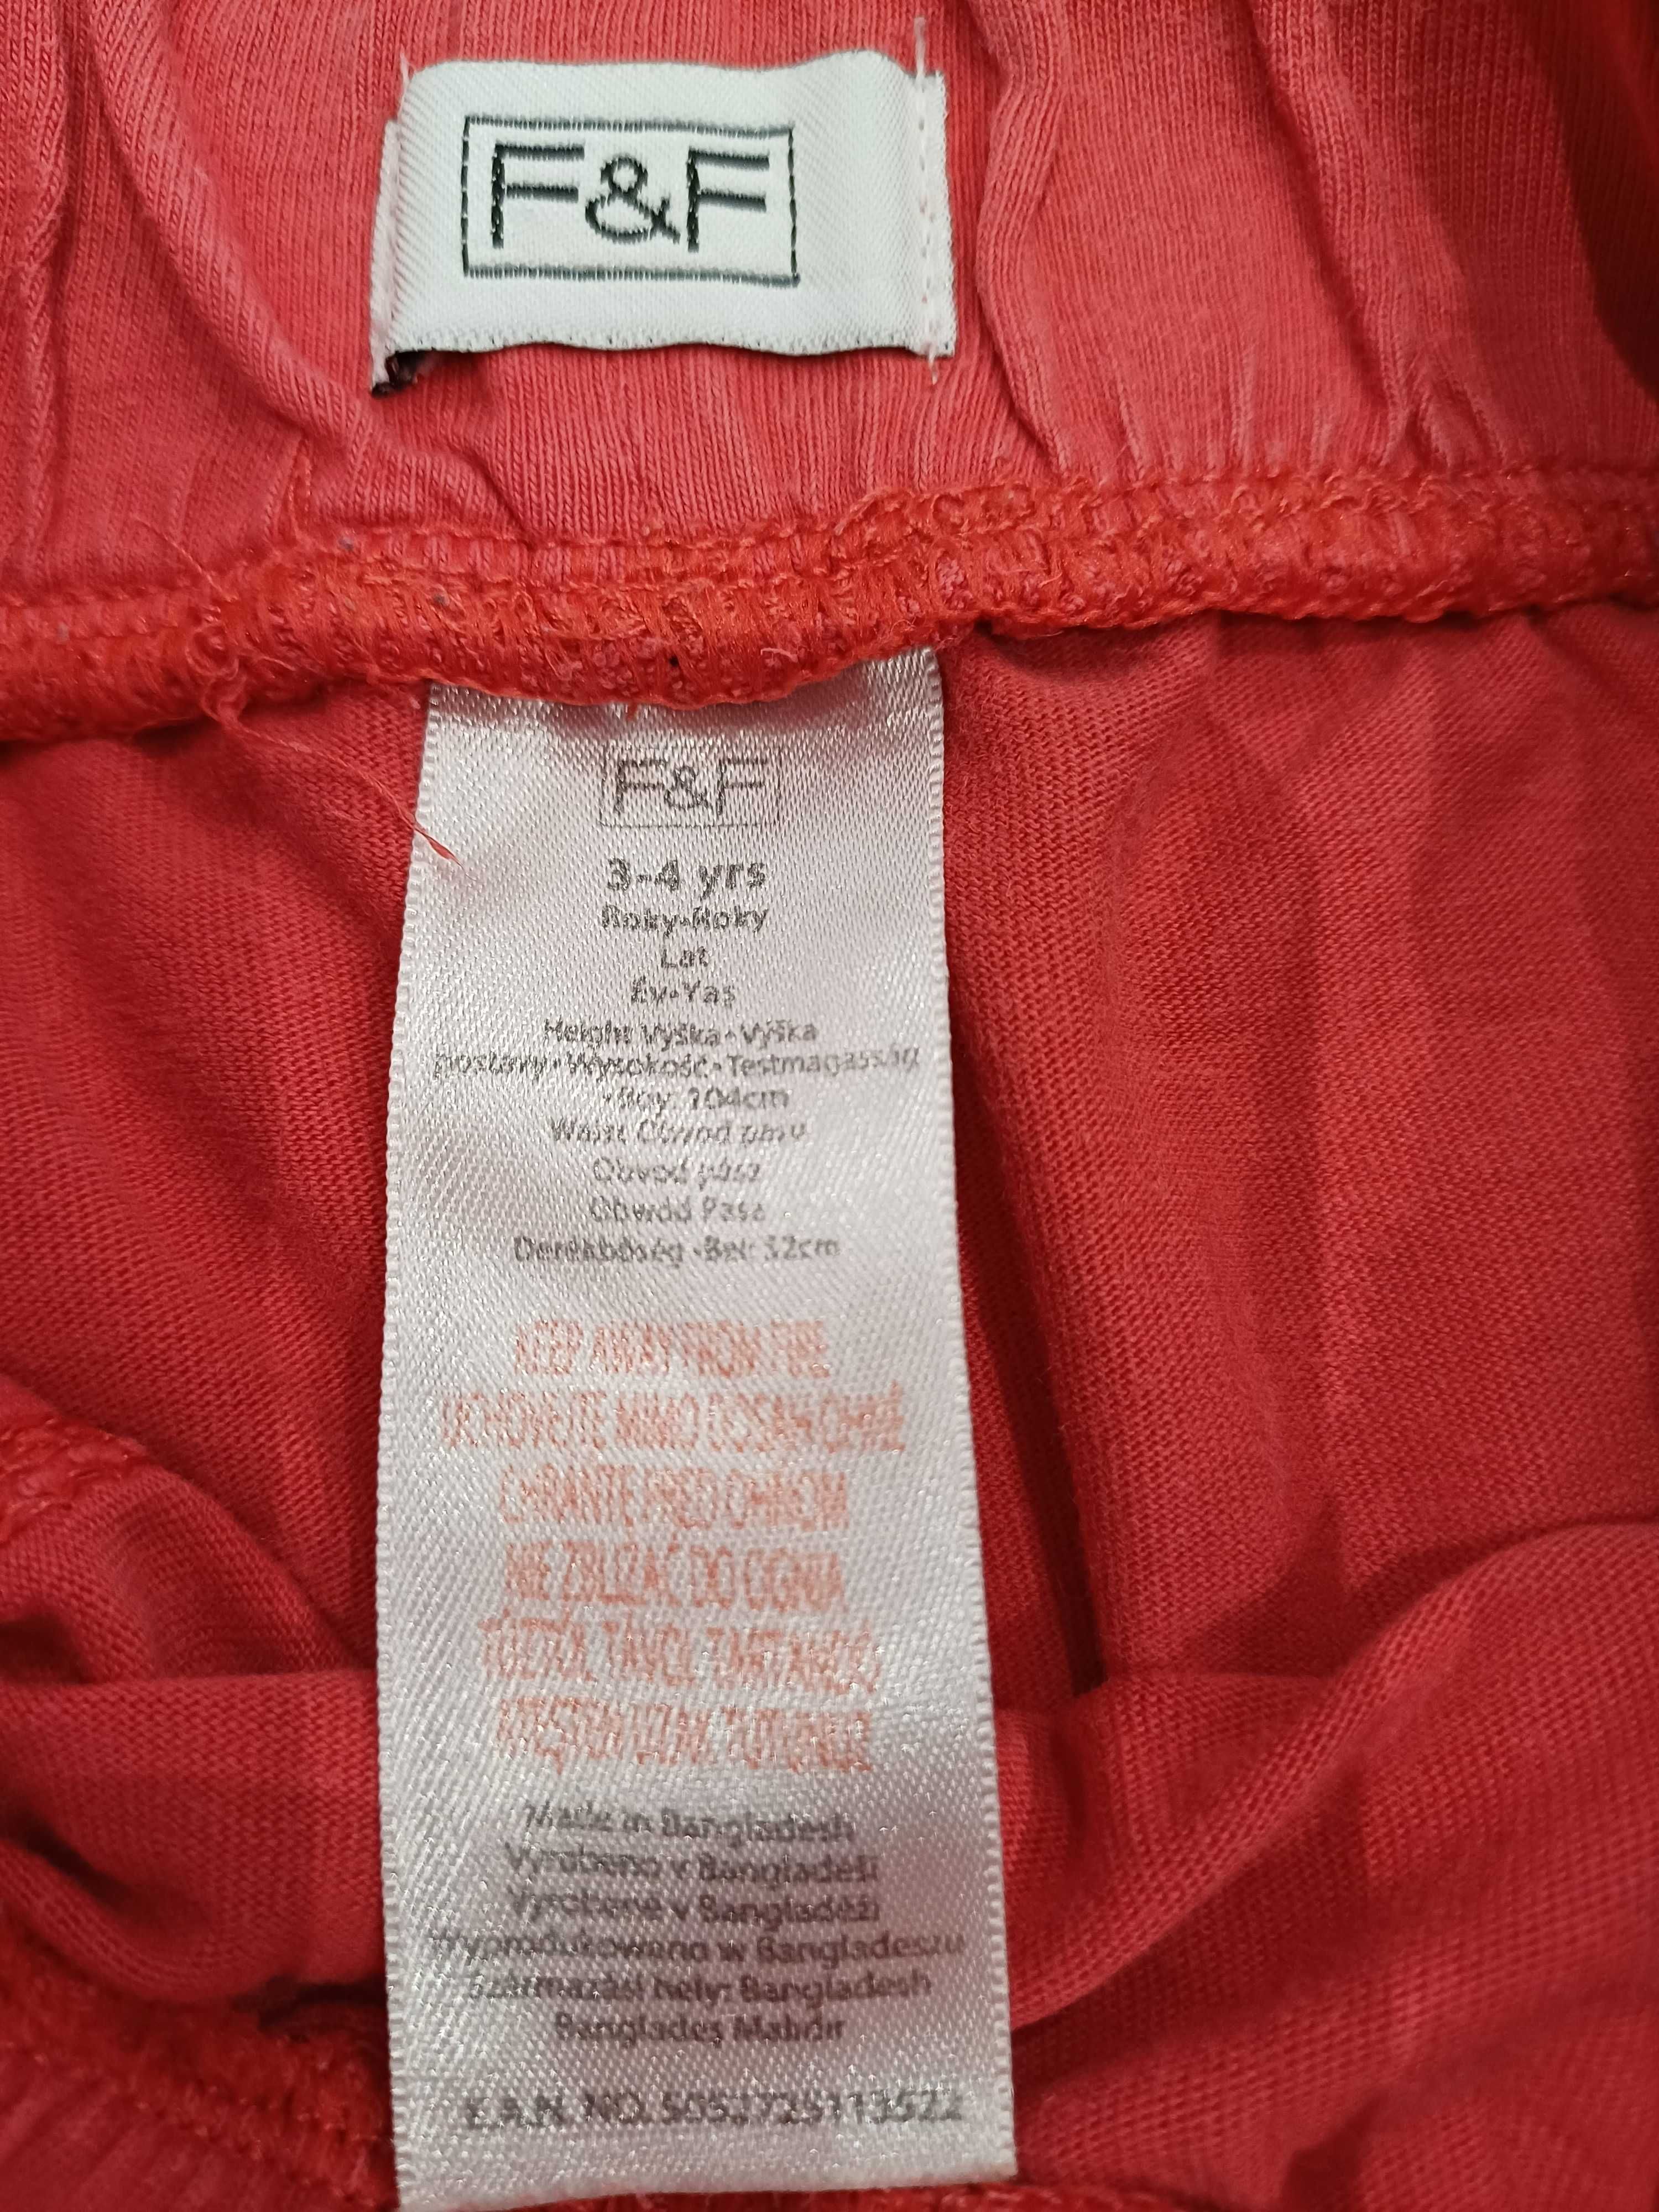 F&F
F&F
3-4 yrs
Roky•Roky
Lat
Év•Yaş
Height Výška•Výška
postavy•Wysokość•Testmagasság
•Boy: 104cm
Waist Obvod pasu
Obvod pása
Obwód Pasa
Derékbőség •Bel: 52cm
KEEP AWAY FROM FIRE
UCHOVEJTE MIMO DOSAH OHNĚ
CHRÁNTE PRED OHŇOM
NIE ZBLIŻAĆ DO OGNIA
TŰZTŐL TÁVOL TARTANDÓ
ATEŞTEN UZAK TUTUNUZ
Made in Bangladesh
Vyrobeno v Bangladéši
Vyrobené v Bangladéši
Wyprodukowano w Bangladeszu
Származási hely: Bangladesh
Bangladeş Malıdır
E.A.N. NO. 5052725113522